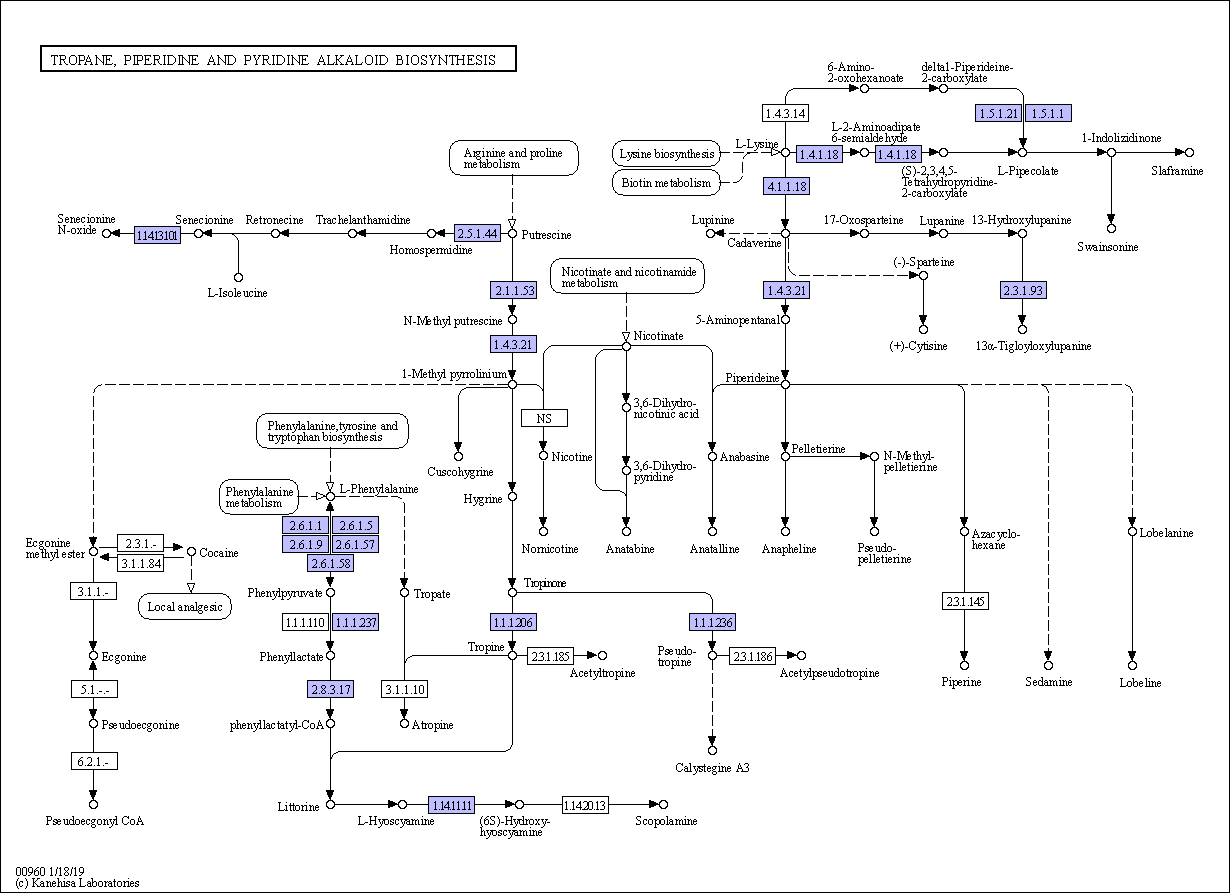 TROPANE, PIPERIDINE AND PYRIDINE ALKALOID BIOSYNTHESIS
6-Amino-
2-oxohexanoate
delta1-Piperideine-
2-carboxylate
1.4.3.14
1.5.1.21
1.5.1.1
L-2-Aminoadipate
6-semialdehyde
1-Indolizidinone
Arginine and proline
metabolism
Lysine biosynthesis
L-Lysine
1.4.1.18
1.4.1.18
Biotin metabolism
4.1.1.18
(S)-2,3,4,5-
Tetrahydropyridine-
2-carboxylate
L-Pipecolate
Slaframine
Senecionine
N-oxide
Senecionine
Retronecine
Trachelanthamidine
Lupinine
17-Oxosparteine
Lupanine
13-Hydroxylupanine
11413101
2.5.1.44
Putrescine
Homospermidine
Cadaverine
Swainsonine
(-)-Sparteine
L-Isoleucine
Nicotinate and nicotinamide
metabolism
2.1.1.53
1.4.3.21
2.3.1.93
N-Methyl putrescine
5-Aminopentanal
1.4.3.21
Nicotinate
(+)-Cytisine
13α-Tigloyloxylupanine
1-Methyl pyrrolinium
Piperideine
3,6-Dihydro-
nicotinic acid
NS
Phenylalanine,tyrosine and
tryptophan biosynthesis
Cuscohygrine
Nicotine
3,6-Dihydro-
pyridine
Anabasine
Pelletierine
N-Methyl-
pelletierine
Phenylalanine
metabolism
L-Phenylalanine
Hygrine
2.6.1.1
2.6.1.5
2.6.1.9
2.6.1.57
2.6.1.58
Nornicotine
Anatabine
Anatalline
Anapheline
Pseudo-
pelletierine
Azacyclo-
hexane
Lobelanine
Ecgonine
methyl ester
2.3.1.-
3.1.1.84
Cocaine
3.1.1.-
Local analgesic
Phenylpyruvate
Tropate
Tropinone
2.3.1.145
1.1.1.110
1.1.1.237
1.1.1.206
1.1.1.236
Ecgonine
Phenyllactate
Tropine
2.3.1.185
Acetyltropine
Pseudo-
tropine
2.3.1.186
Acetylpseudotropine
Piperine
Sedamine
Lobeline
5.1.-.-
2.8.3.17
3.1.1.10
Pseudoecgonine
phenyllactatyl-CoA
Atropine
6.2.1.-
Calystegine A3
Pseudoecgonyl CoA
Littorine
L-Hyoscyamine
1.14.11.11
(6S)-Hydroxy-
hyoscyamine
1.14.20.13
Scopolamine
00960 1/18/19
(c) Kanehisa Laboratories